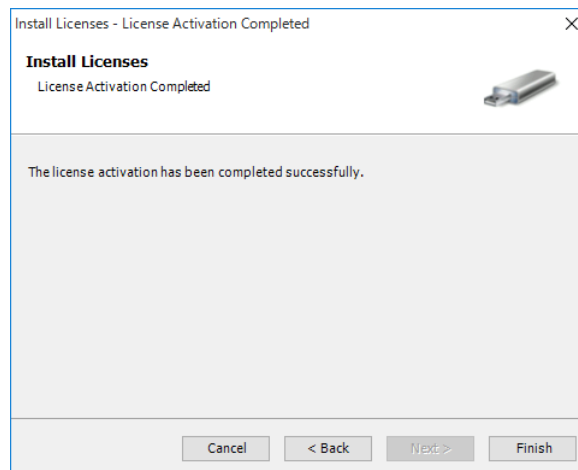 Install Licenses - License Activation Completed
Install Licenses
License Activation Completed
The license activation has been completed successfully.
Cancel
< Back
Next >
Finish